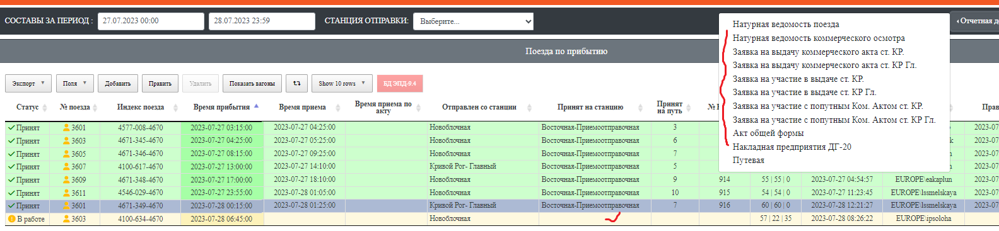 СОСТАВЫ ЗА ПЕРИОД : 27.07.2023 00:00 28.07.2023 23:59 СТАНЦИЯ ОТПРАВКИ: Выберите... Отчетная
Натурная ведомость поезда
Натурная ведомость коммерческого осмотра
Заявка на выдачу коммерческого акта ст. КР.
Заявка на выдачу коммерческого акта ст. КР Гл.
Заявка на участие в выдаче ст. КР.
Заявка на участие в выдаче ст. КР Гл.
Заявка на участие с попутным Ком. Актом ст. КР.
Заявка на участие с попутным Ком. Актом ст. КР Гл.
Акт общей формы
Накладная предприятия ДГ-20
Путевая
Поезда по прибытию
Экспорт Поля Добавить Править Удалить Показать вагоны Show 10 rows БД ЭПД-9.4
Статус № поезда Индекс поезда Время прибытия Время приема Время приема по акту Отправлен со станции Принят на станцию Принят на путь №
Принят 3601 4577-008-4670 2023-07-27 03:15:00 2023-07-27 04:25:00 Новоблочная Восточная-Приемоотправочная 3 2023-07-
Принят 3603 4671-345-4670 2023-07-27 04:25:00 2023-07-27 05:25:00 Новоблочная Восточная-Приемоотправочная 6 2023-07-
Принят 3605 4671-346-4670 2023-07-27 08:15:00 2023-07-27 09:25:00 Новоблочная Восточная-Приемоотправочная 7 2023-07-
Принят 3607 4100-617-4670 2023-07-27 13:00:00 2023-07-27 14:10:00 Кривой Рог- Главный Восточная-Приемоотправочная 5 2023-07-
Принят 3609 4671-348-4670 2023-07-27 17:00:00 2023-07-27 18:10:00 Новоблочная Восточная-Приемоотправочная 9 914 55 | 55 | 0 2023-07-27 04:54:57 EUROPE\eakaplun 2023-07-
Принят 3611 4546-029-4670 2023-07-27 23:55:00 2023-07-28 01:05:00 Новоблочная Восточная-Приемоотправочная 10 915 54 | 54 | 0 2023-07-27 11:23:45 EUROPE\lssmelskaya 2023-07-
Принят 3601 4671-349-4670 2023-07-28 00:15:00 2023-07-28 01:25:00 Кривой Рог- Главный Восточная-Приемоотправочная 7 916 60 | 60 | 0 2023-07-28 12:21:27 EUROPE\lssmelskaya 2023-07-
В работе 3603 4100-634-4670 2023-07-28 06:45:00 Новоблочная 57 | 22 | 35 2023-07-28 08:26:22 EUROPE\ipsoloha